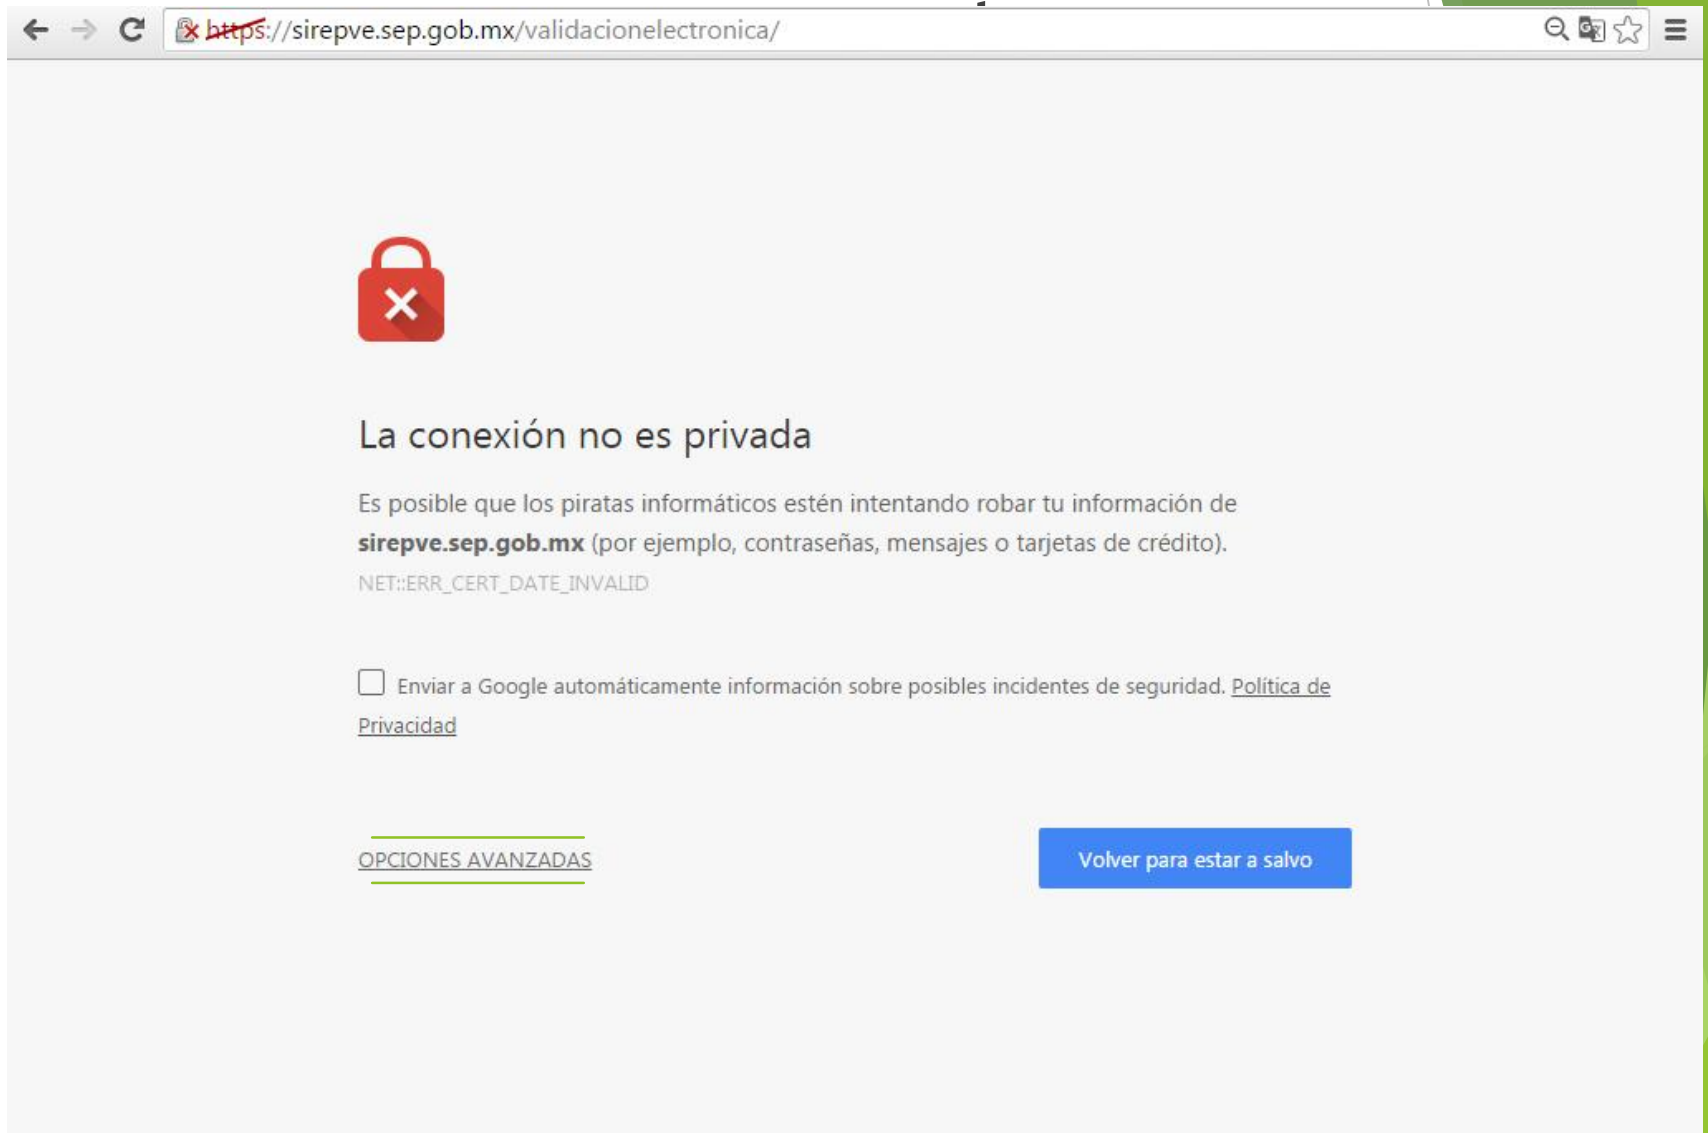 https://sirepve.sep.gob.mx/validacionelectronica/
La conexión no es privada
Es posible que los piratas informáticos estén intentando robar tu información de
sirepve.sep.gob.mx (por ejemplo, contraseñas, mensajes o tarjetas de crédito).
NET::ERR_CERT_DATE_INVALID
Enviar a Google automáticamente información sobre posibles incidentes de seguridad. Política de
Privacidad
OPCIONES AVANZADAS
Volver para estar a salvo